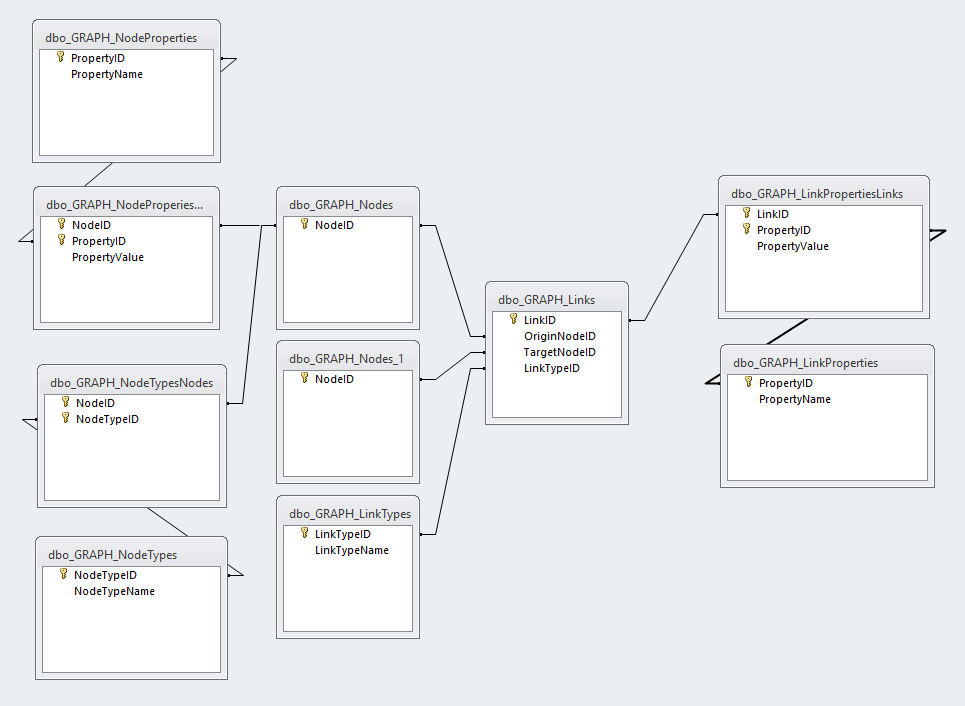 dbo_GRAPH_NodeProperties
PropertyID
PropertyName
dbo_GRAPH_NodeProperies...
NodeID
PropertyID
PropertyValue
dbo_GRAPH_NodeTypesNodes
NodeID
NodeTypeID
dbo_GRAPH_NodeTypes
NodeTypeID
NodeTypeName
dbo_GRAPH_Nodes
NodeID
dbo_GRAPH_Nodes_1
NodeID
dbo_GRAPH_LinkTypes
LinkTypeID
LinkTypeName
dbo_GRAPH_Links
LinkID
OriginNodeID
TargetNodeID
LinkTypeID
dbo_GRAPH_LinkPropertiesLinks
LinkID
PropertyID
PropertyValue
dbo_GRAPH_LinkProperties
PropertyID
PropertyName